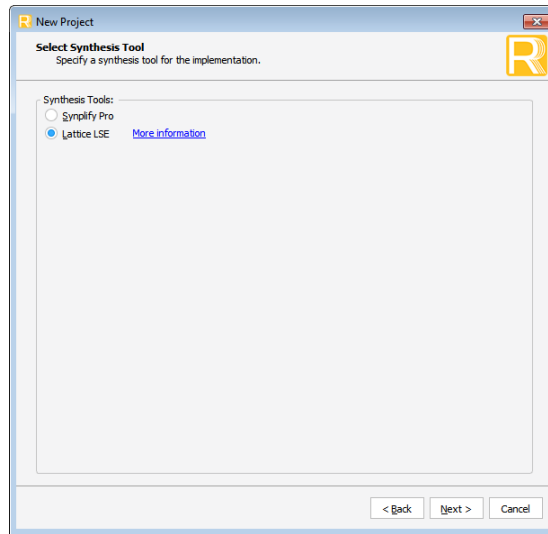 New Project
Select Synthesis Tool
Specify a synthesis tool for the implementation.
Synthesis Tools:
Synplify Pro
Lattice LSE More information
< Back Next > Cancel